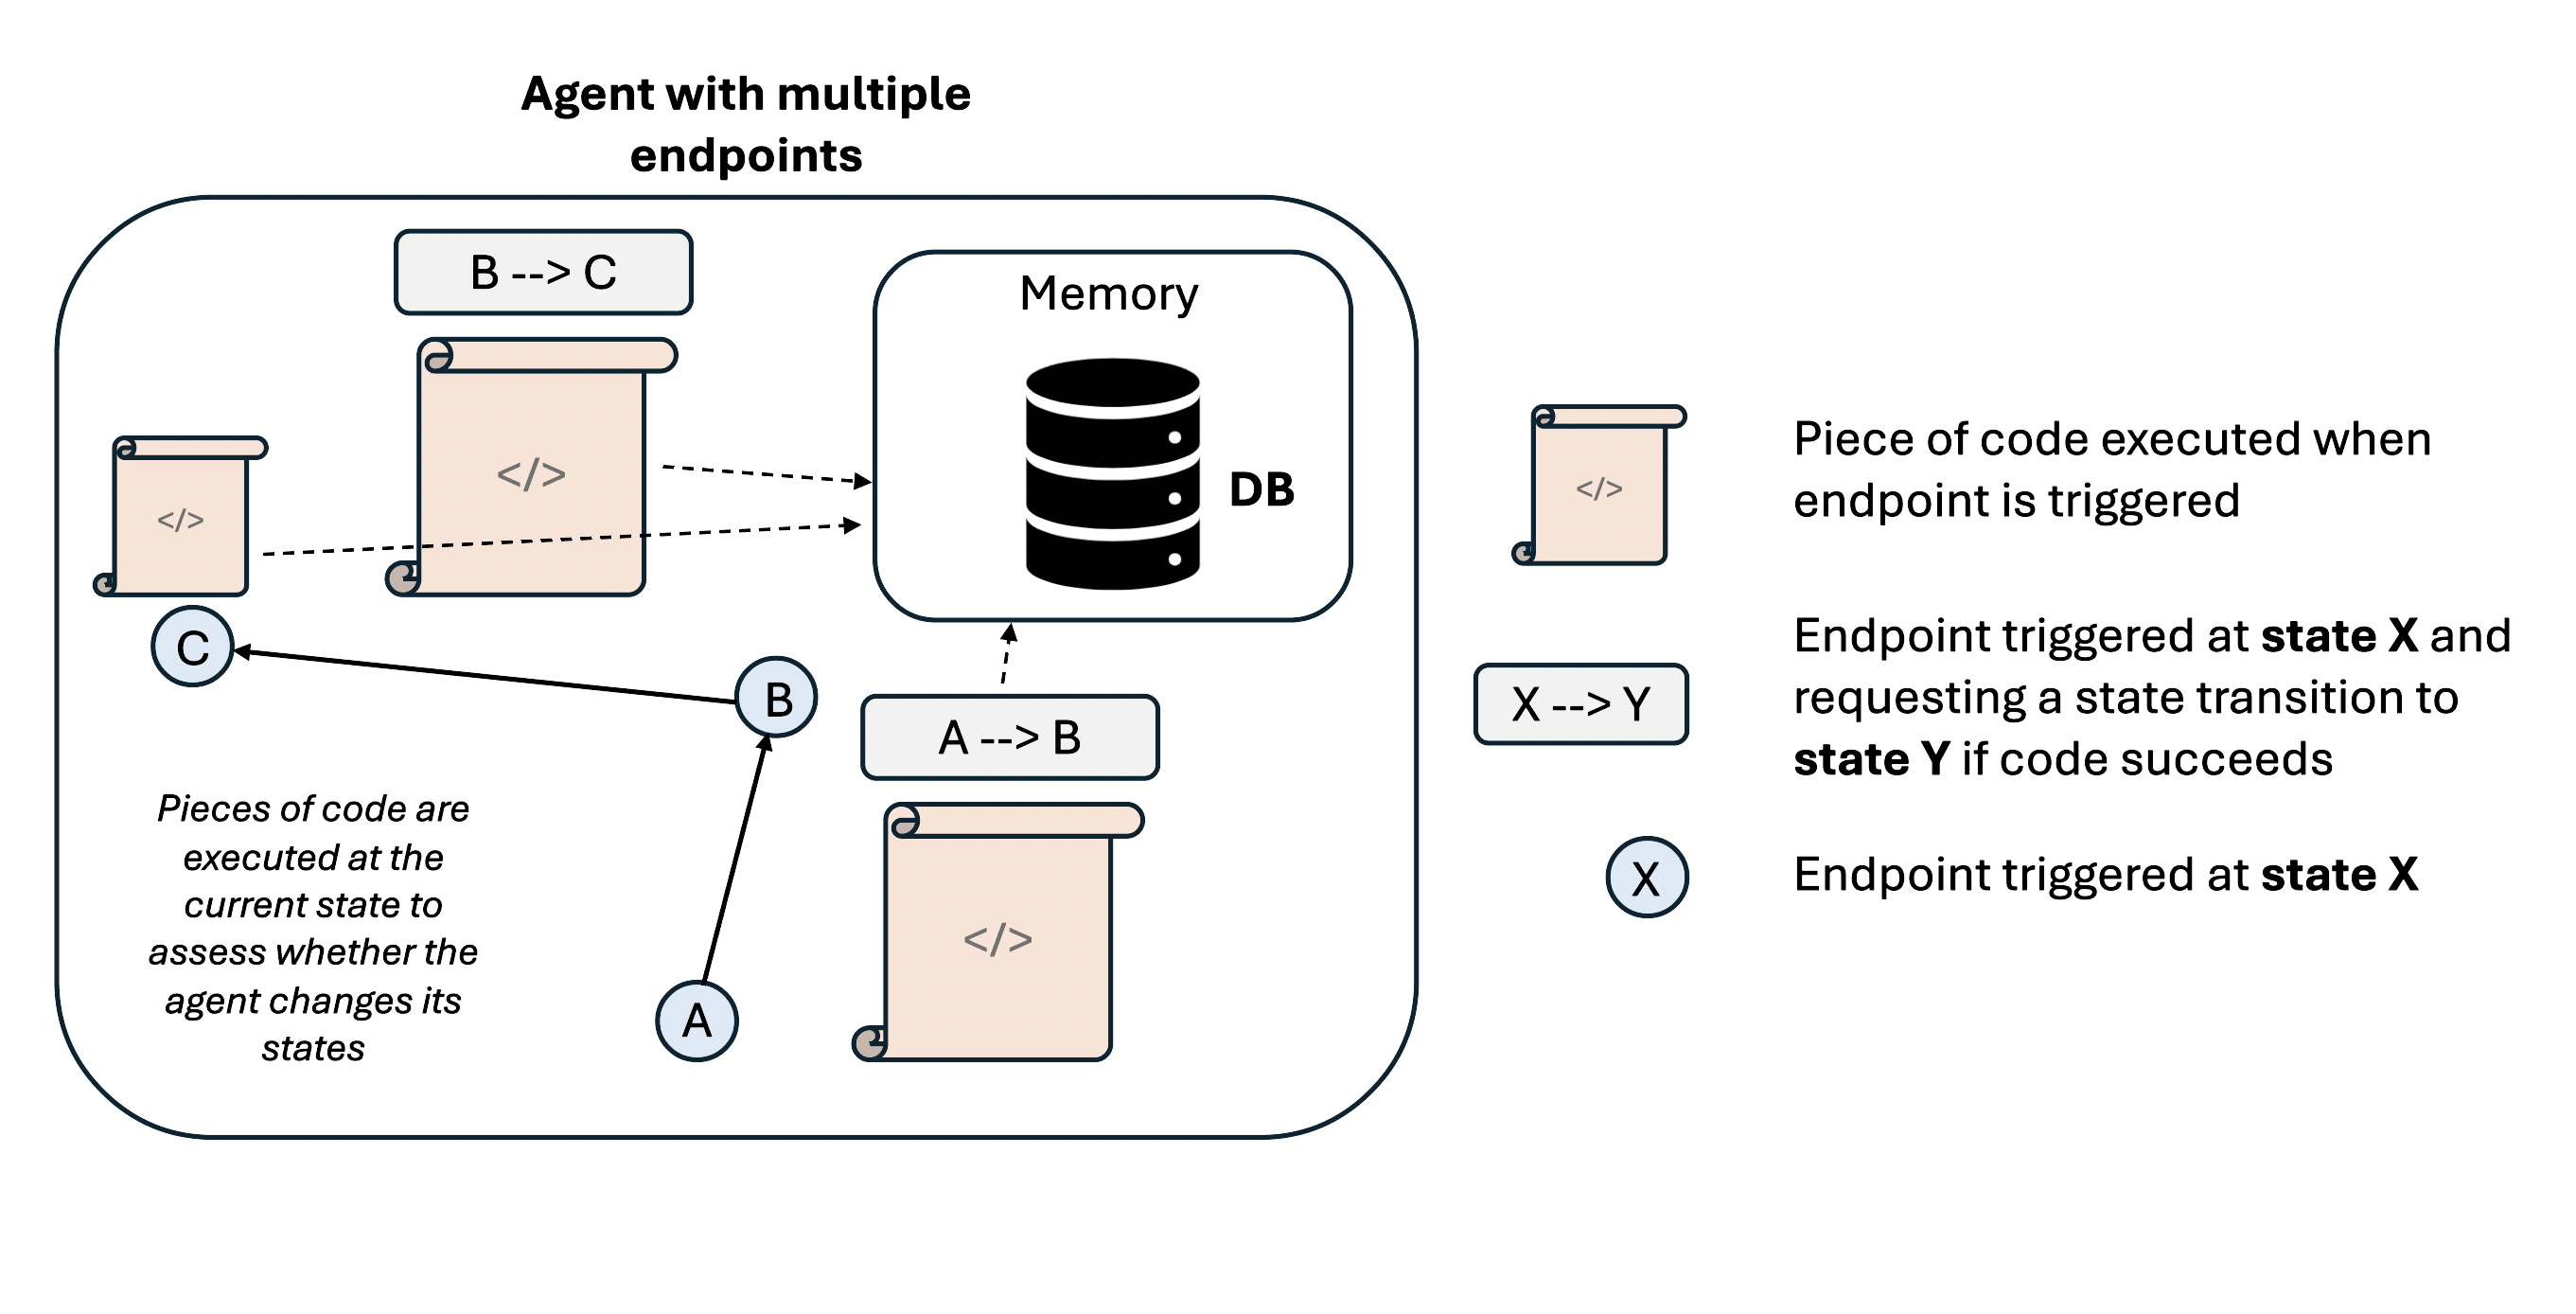 Agent with multiple
endpoints
B --> C
Memory
</>
</>
DB
C
B
A --> B
Pieces of code are
executed at the
current state to
assess whether the
agent changes its
states
</>
A
</>
Piece of code executed when
endpoint is triggered
X --> Y
Endpoint triggered at state X and
requesting a state transition to
state Y if code succeeds
X
Endpoint triggered at state X